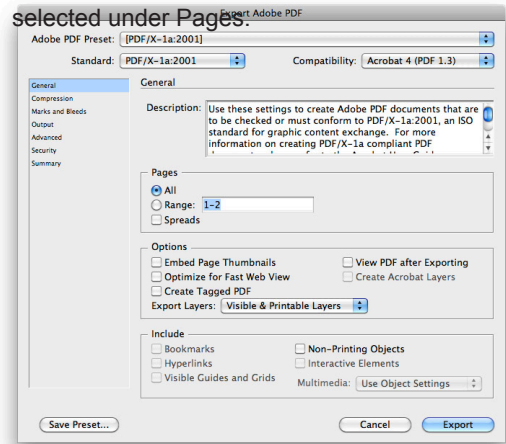 selected under Pages.
Export Adobe PDF
Adobe PDF Preset: [PDF/X-1a:2001]
Standard: PDF/X-1a:2001 Compatibility: Acrobat 4 (PDF 1.3)
General
Compression
Marks and Bleeds
Output
Advanced
Security
Summary
General
Description: Use these settings to create Adobe PDF documents that are
to be checked or must conform to PDF/X-1a:2001, an ISO
standard for graphic content exchange. For more
information on creating PDF/X-1a compliant PDF
Pages
All
Range: 1-2
Spreads
Options
Embed Page Thumbnails View PDF after Exporting
Optimize for Fast Web View Create Acrobat Layers
Create Tagged PDF
Export Layers: Visible & Printable Layers
Include
Bookmarks Non-Printing Objects
Hyperlinks Interactive Elements
Visible Guides and Grids Multimedia: Use Object Settings
Save Preset... Cancel Export